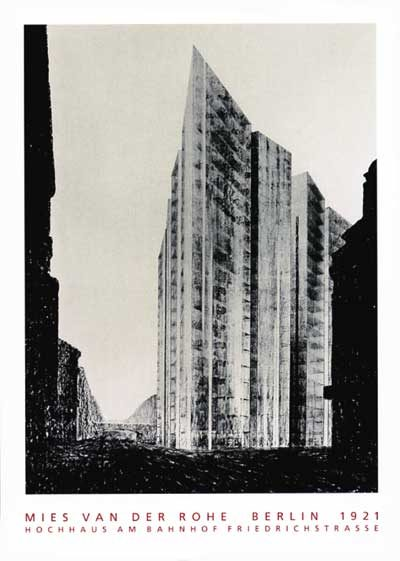 MIES VAN DER ROHE BERLIN 1921
HOCHHAUS AM BAHNHOF FRIEDRICHSTRASSE